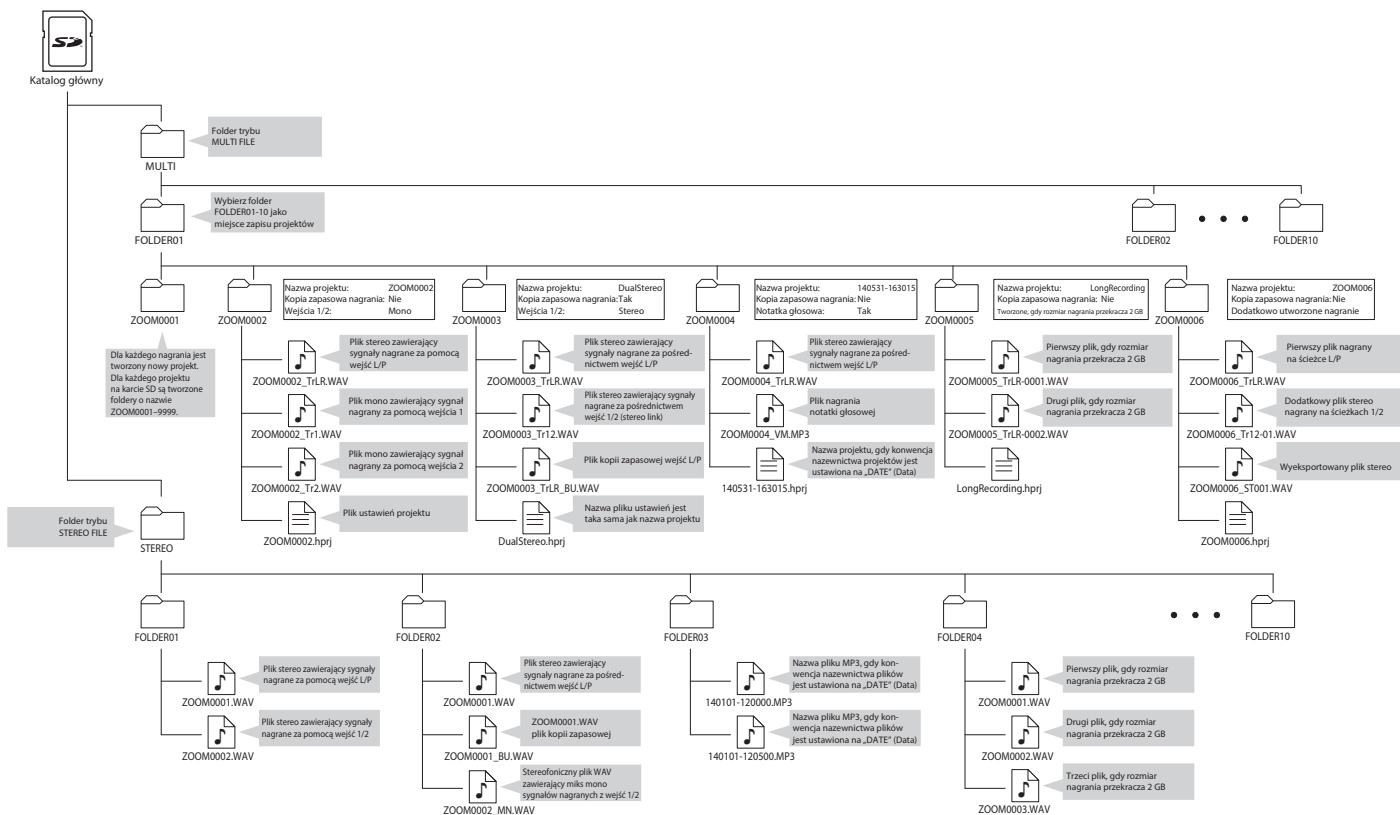 SD
Katalog główny
Folder trybu
MULTI FILE
MULTI
Wybierz folder
FOLDER01-10 jako
miejsce zapisu projektów
FOLDER01
FOLDER02
FOLDER10
ZOOM0001
Dla każdego nagrania jest
tworzony nowy projekt.
Dla każdego projektu
na karcie SD są tworzone
foldery o nazwie
ZOOM0001–9999.
ZOOM0002
Nazwa projektu: ZOOM0002
Kopia zapasowa nagrania: Nie
Wejścia 1/2: Mono
Plik stereo zawierający
sygnały nagrane za pomocą
wejść L/P
ZOOM0002_TrLR.WAV
Plik mono zawierający sygnał
nagrany za pomocą wejścia 1
ZOOM0002_Tr1.WAV
Plik mono zawierający sygnał
nagrany za pomocą wejścia 2
ZOOM0002_Tr2.WAV
Plik ustawień projektu
ZOOM0002.hprj
ZOOM0003
Nazwa projektu: DualStereo
Kopia zapasowa nagrania:Tak
Wejścia 1/2: Stereo
Plik stereo zawierający
sygnały nagrane za pośred-
nictwem wejść L/P
ZOOM0003_TrLR.WAV
Plik stereo zawierający sygnały
nagrane za pośrednictwem
wejść 1/2 (stereo link)
ZOOM0003_Tr12.WAV
Plik kopii zapasowej wejść L/P
ZOOM0003_TrLR_BU.WAV
Nazwa pliku ustawień jest
taka sama jak nazwa projektu
DualStereo.hprj
ZOOM0004
Nazwa projektu: 140531-163015
Kopia zapasowa nagrania: Nie
Notatka głosowa: Tak
Plik stereo zawierający
sygnały nagrane za pośred-
nictwem wejść L/P
ZOOM0004_TrLR.WAV
Plik nagrania
notatki głosowej
ZOOM0004_VM.MP3
Nazwa projektu, gdy konwencja
nazewnictwa projektów jest
ustawiona na „DATE” (Data)
140531-163015.hprj
ZOOM0005
Nazwa projektu: LongRecording
Kopia zapasowa nagrania: Nie
Tworzone, gdy rozmiar nagrania przekracza 2 GB
Pierwszy plik, gdy rozmiar
nagrania przekracza 2 GB
ZOOM0005_TrLR-0001.WAV
Drugi plik, gdy rozmiar
nagrania przekracza 2 GB
ZOOM0005_TrLR-0002.WAV
LongRecording.hprj
ZOOM0006
Nazwa projektu: ZOOM006
Kopia zapasowa nagrania:Nie
Dodatkowo utworzone nagranie
Pierwszy plik nagrany
na ścieżce L/P
ZOOM0006_TrLR.WAV
Dodatkowy plik stereo
nagrany na ścieżkach 1/2
ZOOM0006_Tr12-01.WAV
Wyeksportowany plik stereo
ZOOM0006_ST001.WAV
ZOOM0006.hprj
Folder trybu
STEREO FILE
STEREO
FOLDER01
Plik stereo zawierający sygnały
nagrane za pomocą wejść L/P
ZOOM0001.WAV
Plik stereo zawierający sygnały
nagrane za pomocą wejść 1/2
ZOOM0002.WAV
FOLDER02
Plik stereo zawierający
sygnały nagrane za pośred-
nictwem wejść L/P
ZOOM0001.WAV
ZOOM0001.WAV
plik kopii zapasowej
ZOOM0001_BU.WAV
Stereofoniczny plik WAV
zawierający miks mono
sygnałów nagranych z wejść 1/2
ZOOM0002_MN.WAV
FOLDER03
Nazwa pliku MP3, gdy kon-
wencja nazewnictwa plików
jest ustawiona na „DATE” (Data)
140101-120000.MP3
Nazwa pliku MP3, gdy kon-
wencja nazewnictwa plików
jest ustawiona na „DATE” (Data)
140101-120500.MP3
FOLDER04
Pierwszy plik, gdy rozmiar
nagrania przekracza 2 GB
ZOOM0001.WAV
Drugi plik, gdy rozmiar
nagrania przekracza 2 GB
ZOOM0002.WAV
Trzeci plik, gdy rozmiar
nagrania przekracza 2 GB
ZOOM0003.WAV
FOLDER10